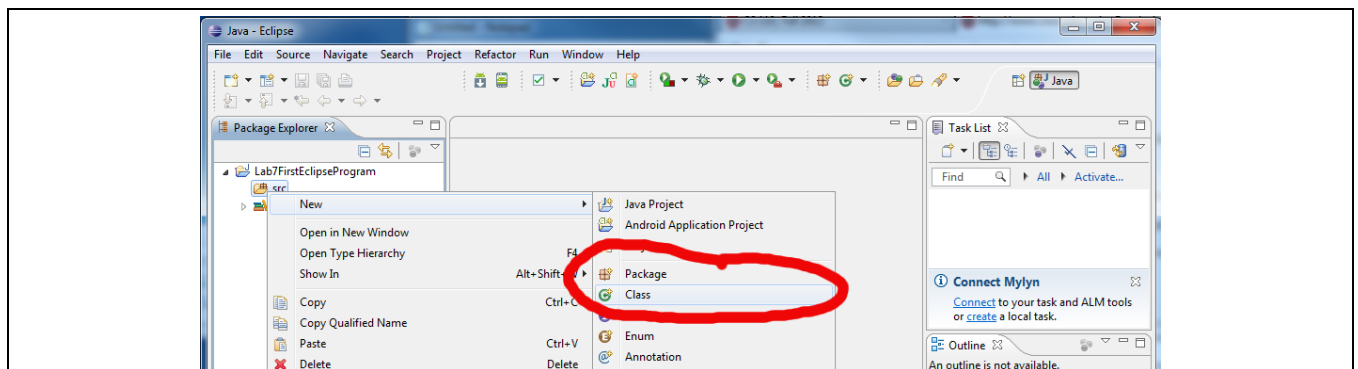 Java - Eclipse
File Edit Source Navigate Search Project Refactor Run Window Help
Java
Package Explorer
Task List
Lab7FirstEclipseProgram
src
Find All Activate...
New
Java Project
Android Application Project
Open in New Window
Open Type Hierarchy F4
Show In Alt+Shift+
Package
Class
Copy
Copy Qualified Name
Paste Ctrl+V
Delete Delete
Enum
Annotation
Connect Mylyn
Connect to your task and ALM tools
or create a local task.
Outline
An outline is not available.